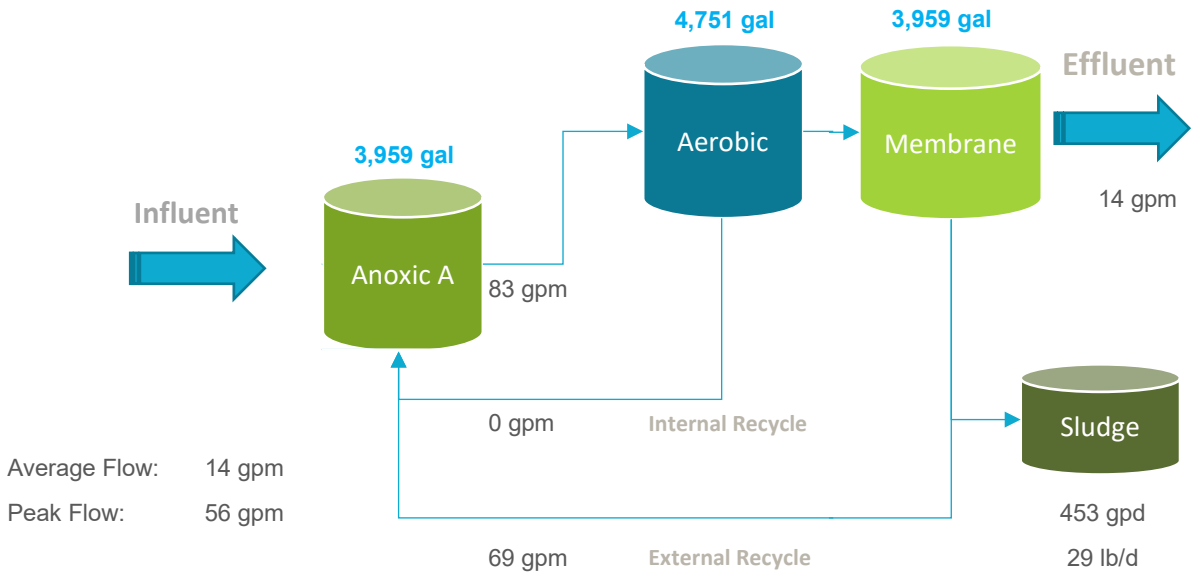 4,751 gal
3,959 gal
Effluent
Aerobic
Membrane
3,959 gal
14 gpm
Influent
Anoxic A
83 gpm
0 gpm
Internal Recycle
Sludge
Average Flow: 14 gpm
Peak Flow: 56 gpm
453 gpd
69 gpm
External Recycle
29 lb/d